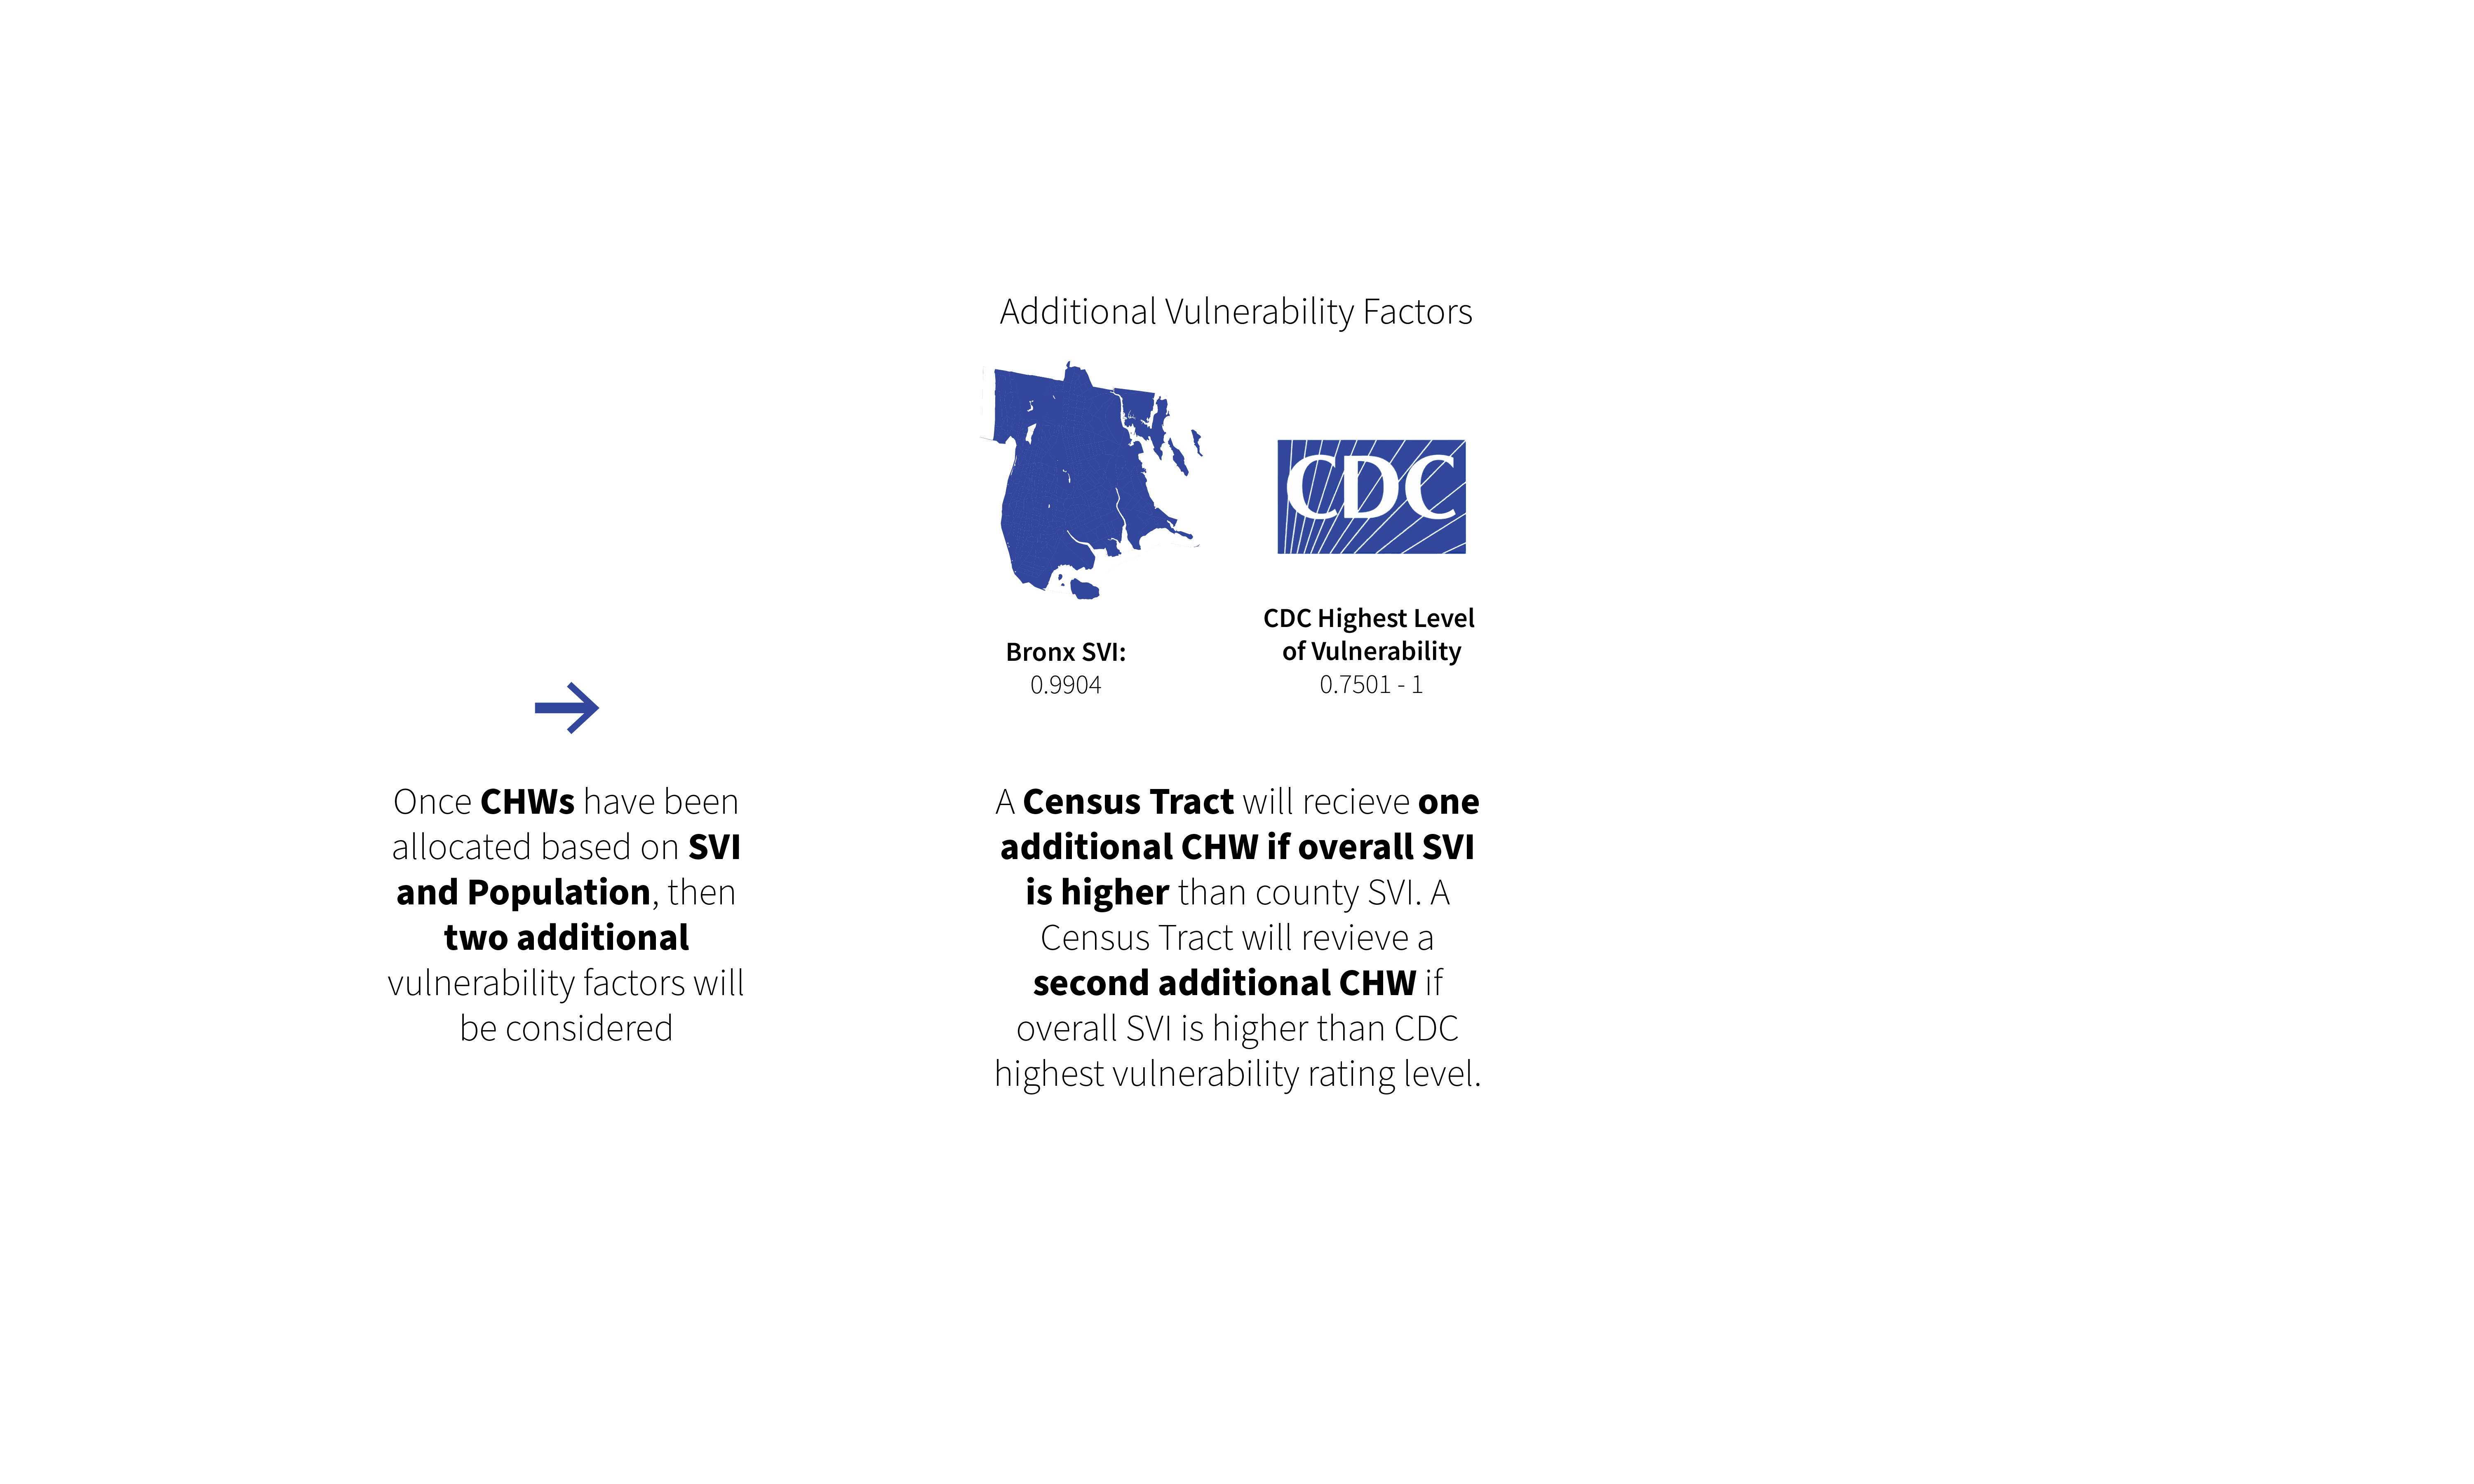 Additional Vulnerability Factors
CDC
Bronx SVI:
0.9904
CDC Highest Level
of Vulnerability
0.7501 - 1
Once CHWs have been
allocated based on SVI
and Population, then
two additional
vulnerability factors will
be considered
A Census Tract will recieve one
additional CHW if overall SVI
is higher than county SVI. A
Census Tract will revieve a
second additional CHW if
overall SVI is higher than CDC
highest vulnerability rating level.